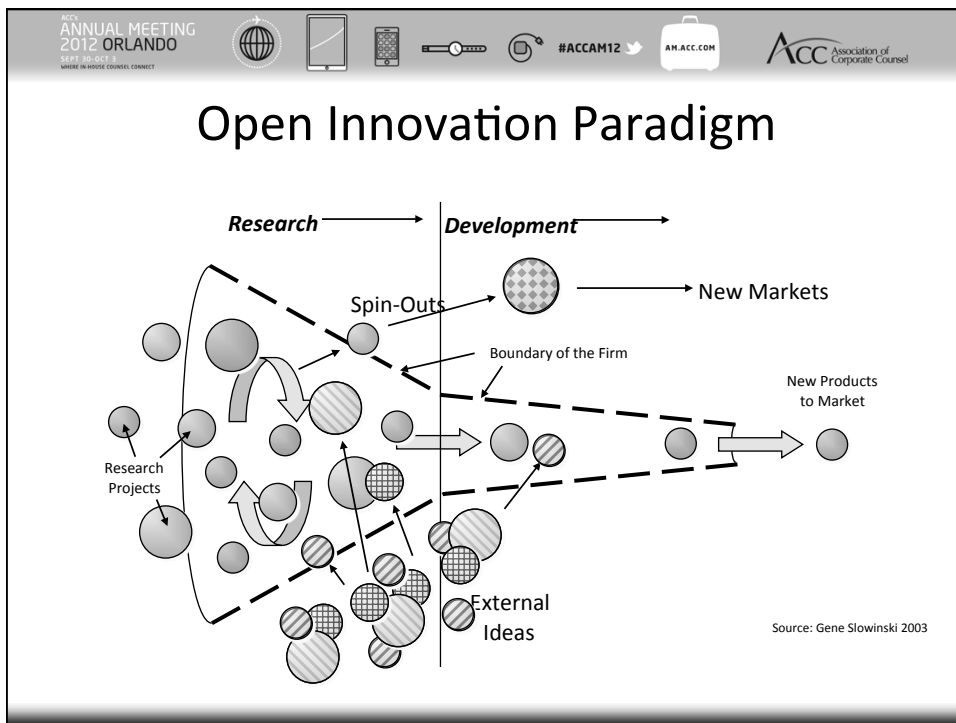 ACC's
ANNUAL MEETING
2012 ORLANDO
SEPT 30-OCT 3
WHERE IN-HOUSE COUNSEL CONNECT
#ACCAM12
AM.ACC.COM
ACC Association of
Corporate Counsel
Open Innovation Paradigm
Research
Development
Spin-Outs
New Markets
Boundary of the Firm
New Products
to Market
Research
Projects
External
Ideas
Source: Gene Slowinski 2003